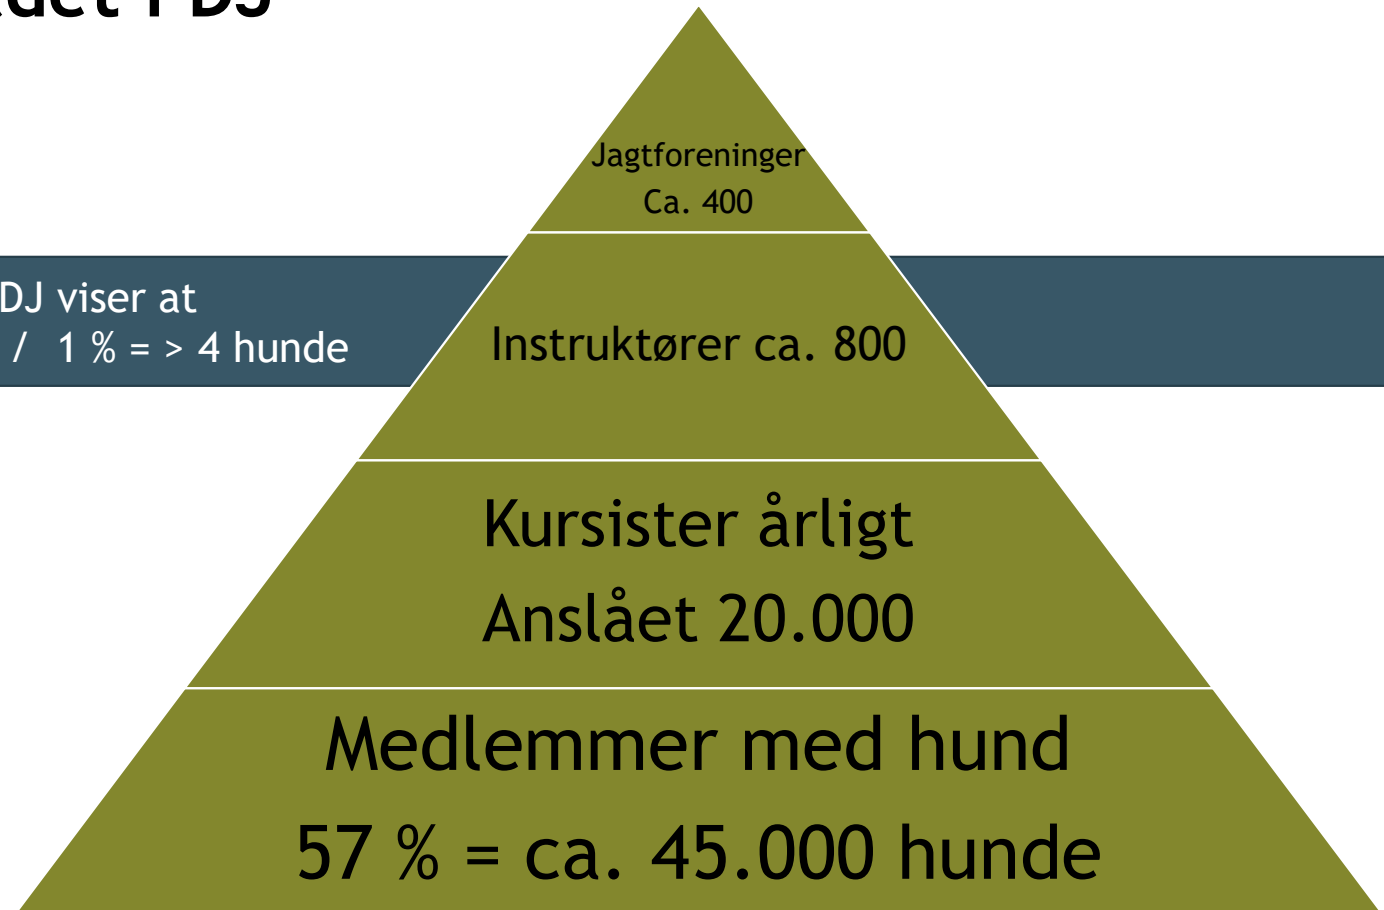 i DJ
Jagtforeninger
Ca. 400
DJ viser at
/ 1 % = > 4 hunde
Instruktører ca. 800
Kursister årligt
Anslået 20.000
Medlemmer med hund
57 % = ca. 45.000 hunde